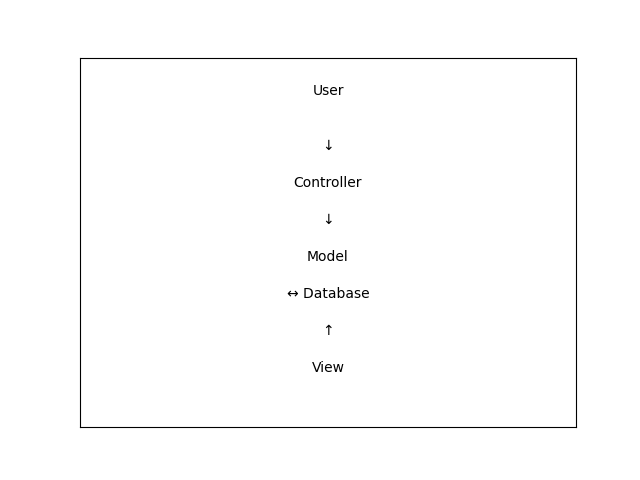 User
↓
Controller
↓
Model
↔ Database
↑
View